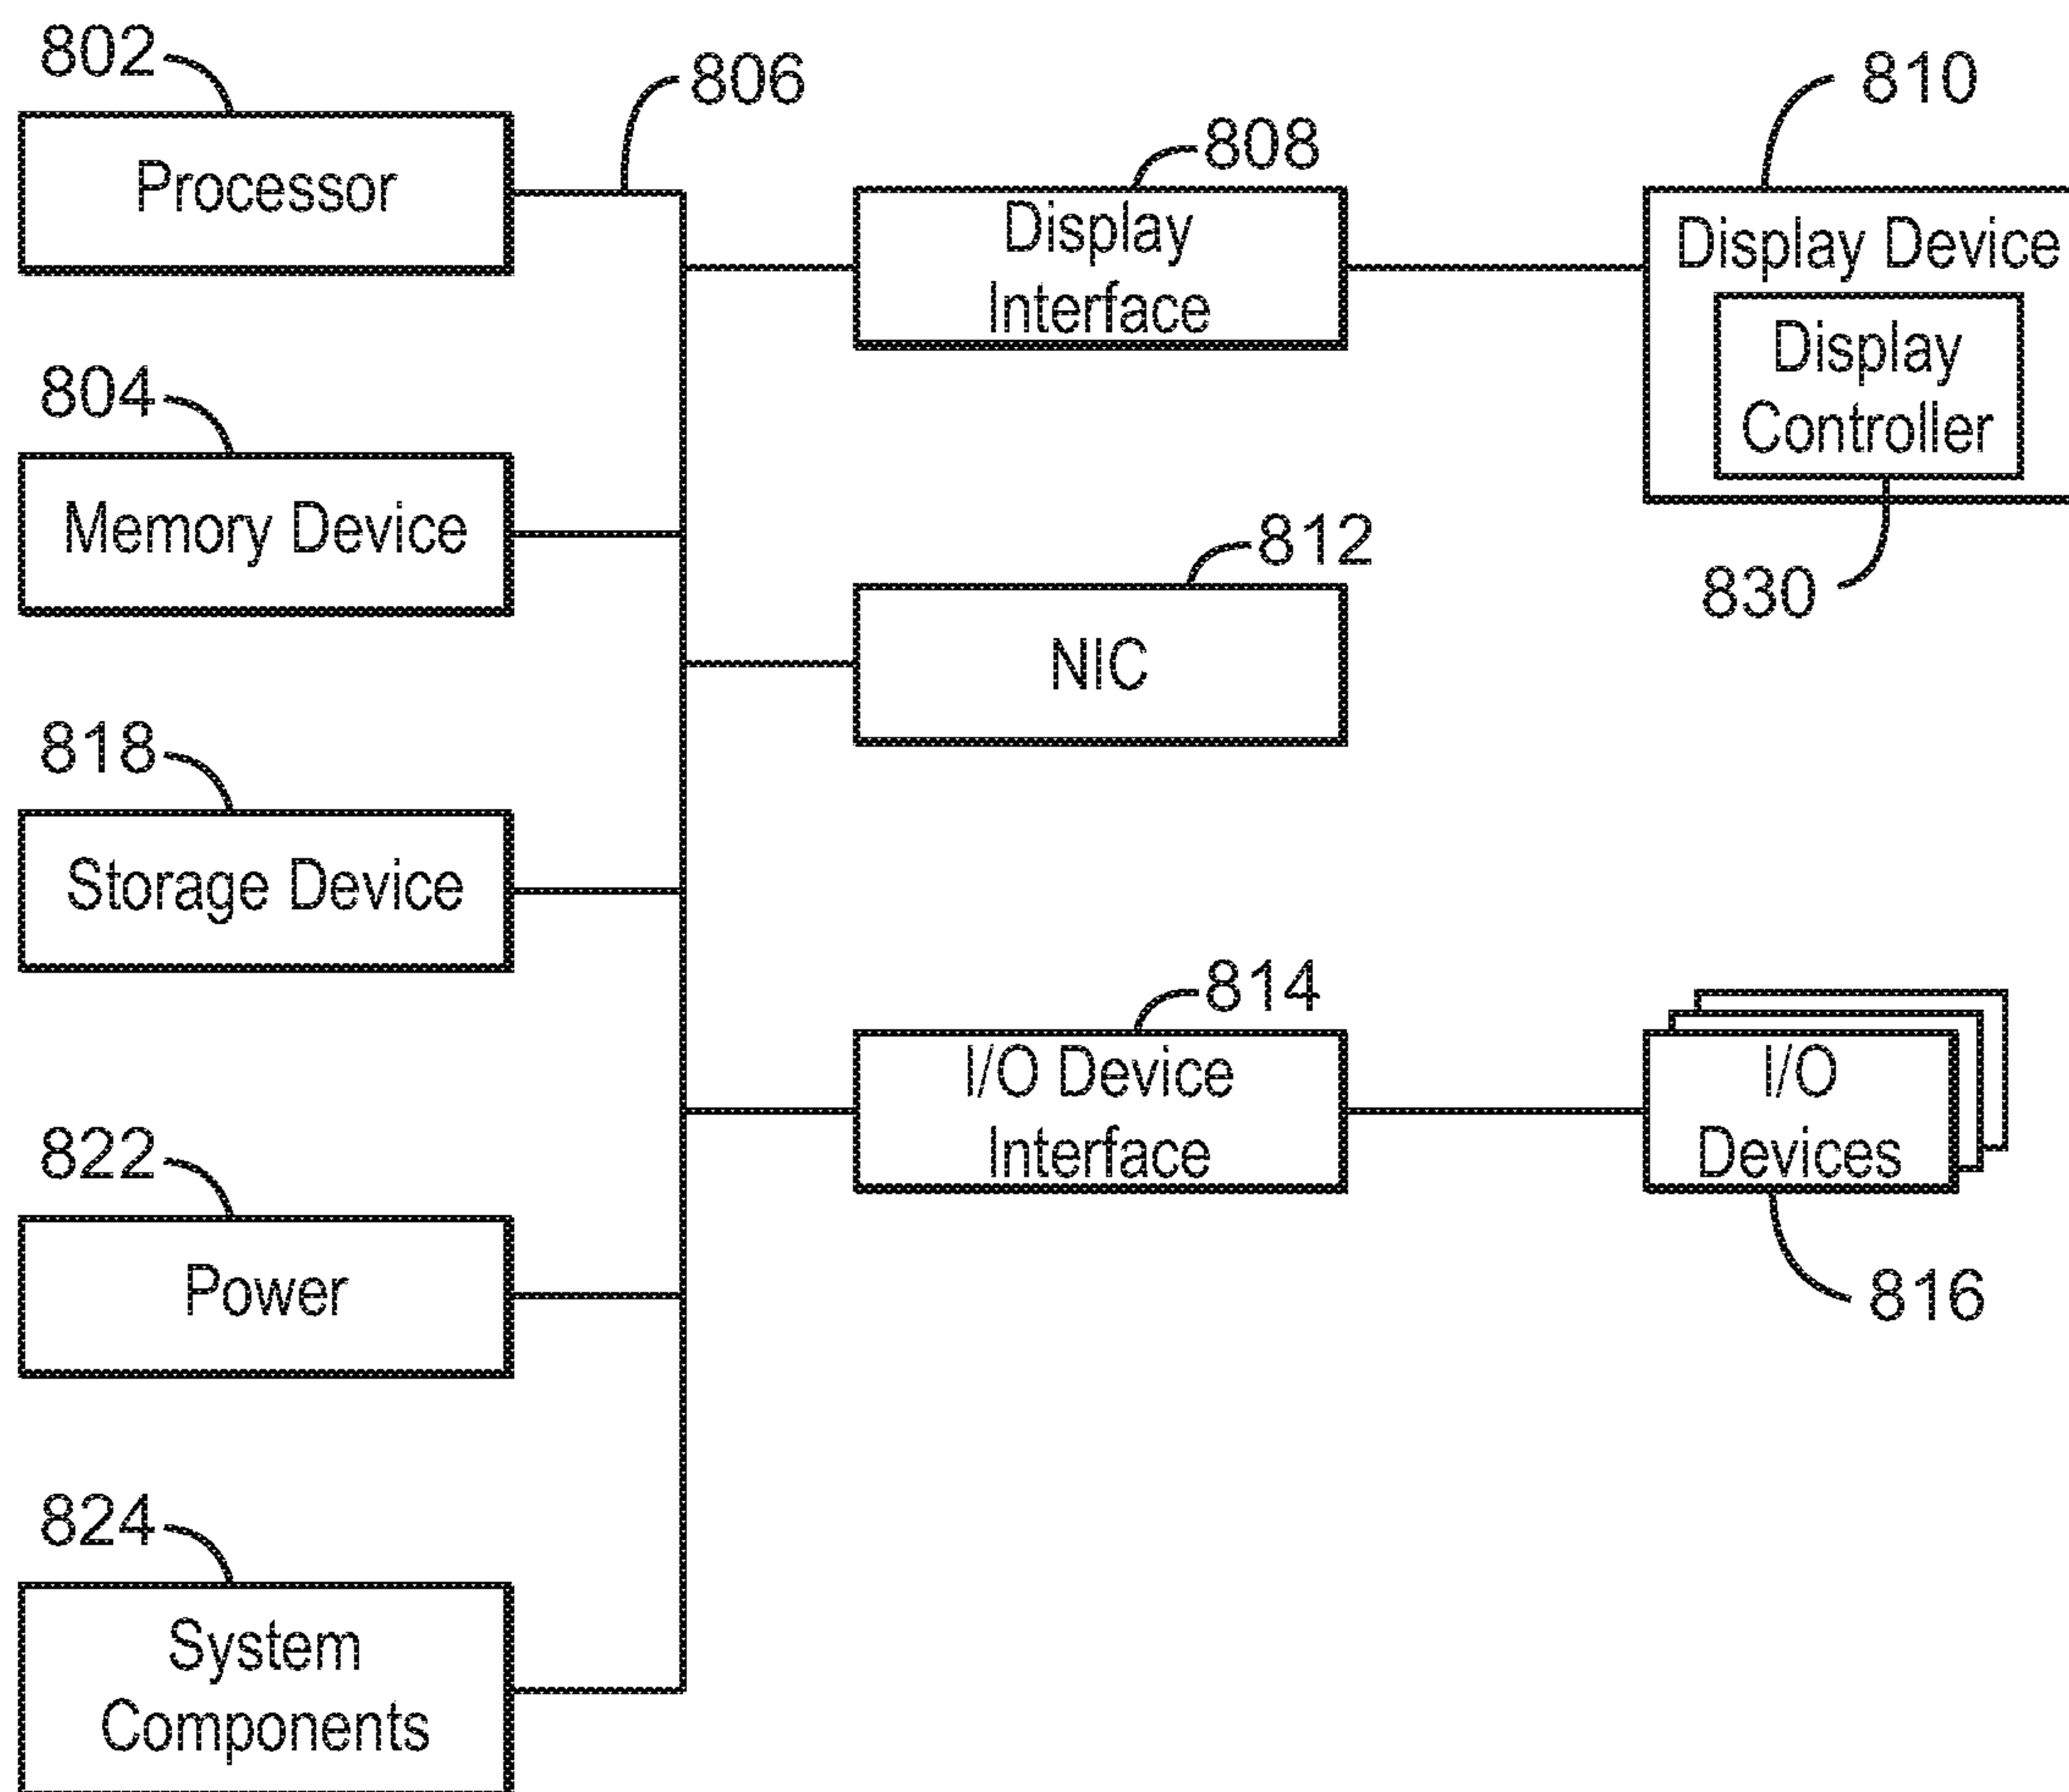 802
Processor
806
808
Display
Interface
810
Display Device
Display
Controller
830
804
Memory Device
812
NIC
818
Storage Device
814
I/O Device
Interface
I/O
Devices
816
822
Power
824
System
Components